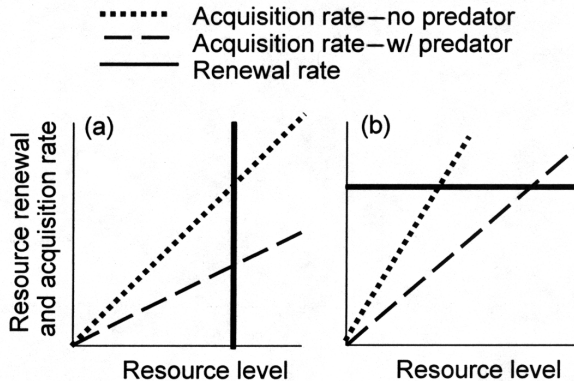 Acquisition rate—no predator
Acquisition rate—w/ predator
Renewal rate
(a)
(b)
Resource renewal
and acquisition rate
Resource level
Resource level